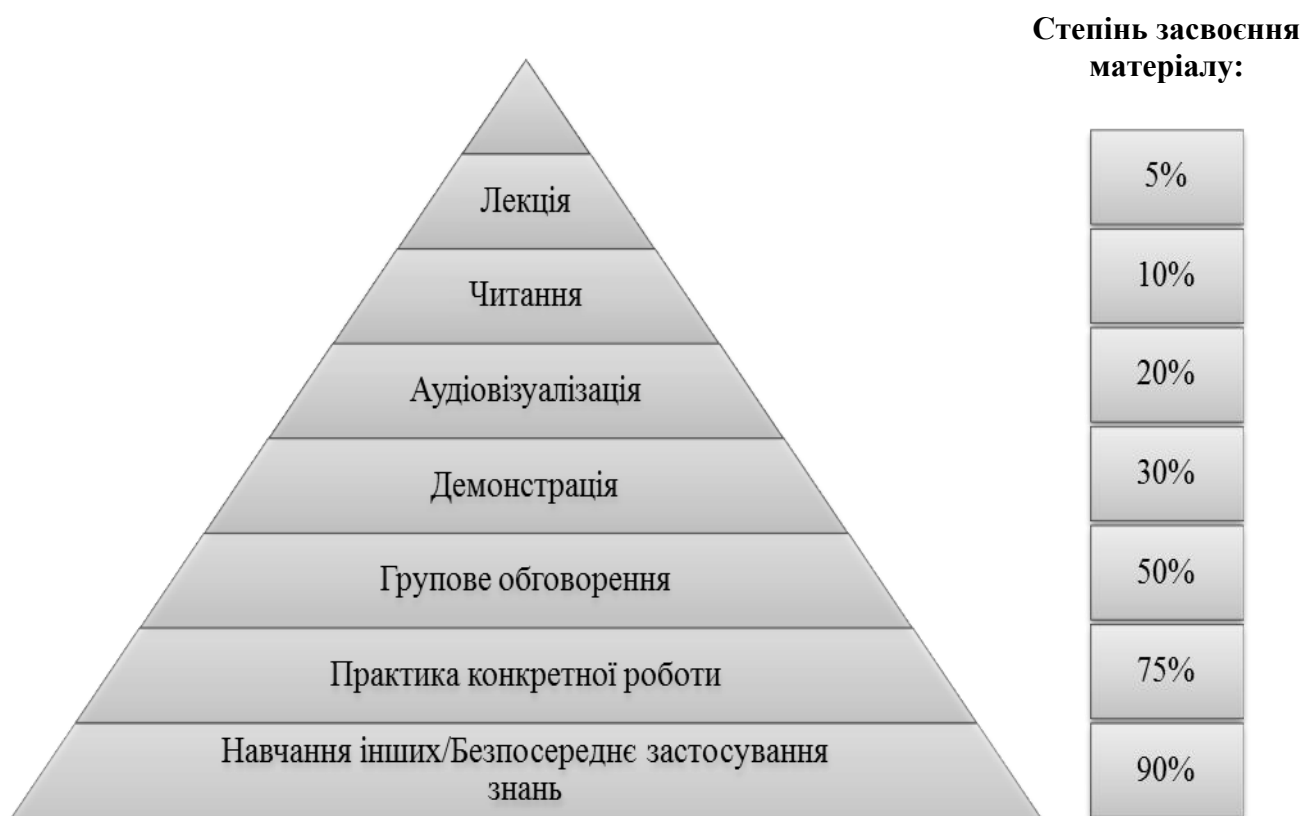 Степінь засвоєння
матеріалу:
5%
Лекція
10%
Читання
20%
Аудіовізуалізація
30%
Демонстрація
50%
Групове обговорення
75%
Практика конкретної роботи
Навчання інших/Безпосереднє застосування
знань
90%